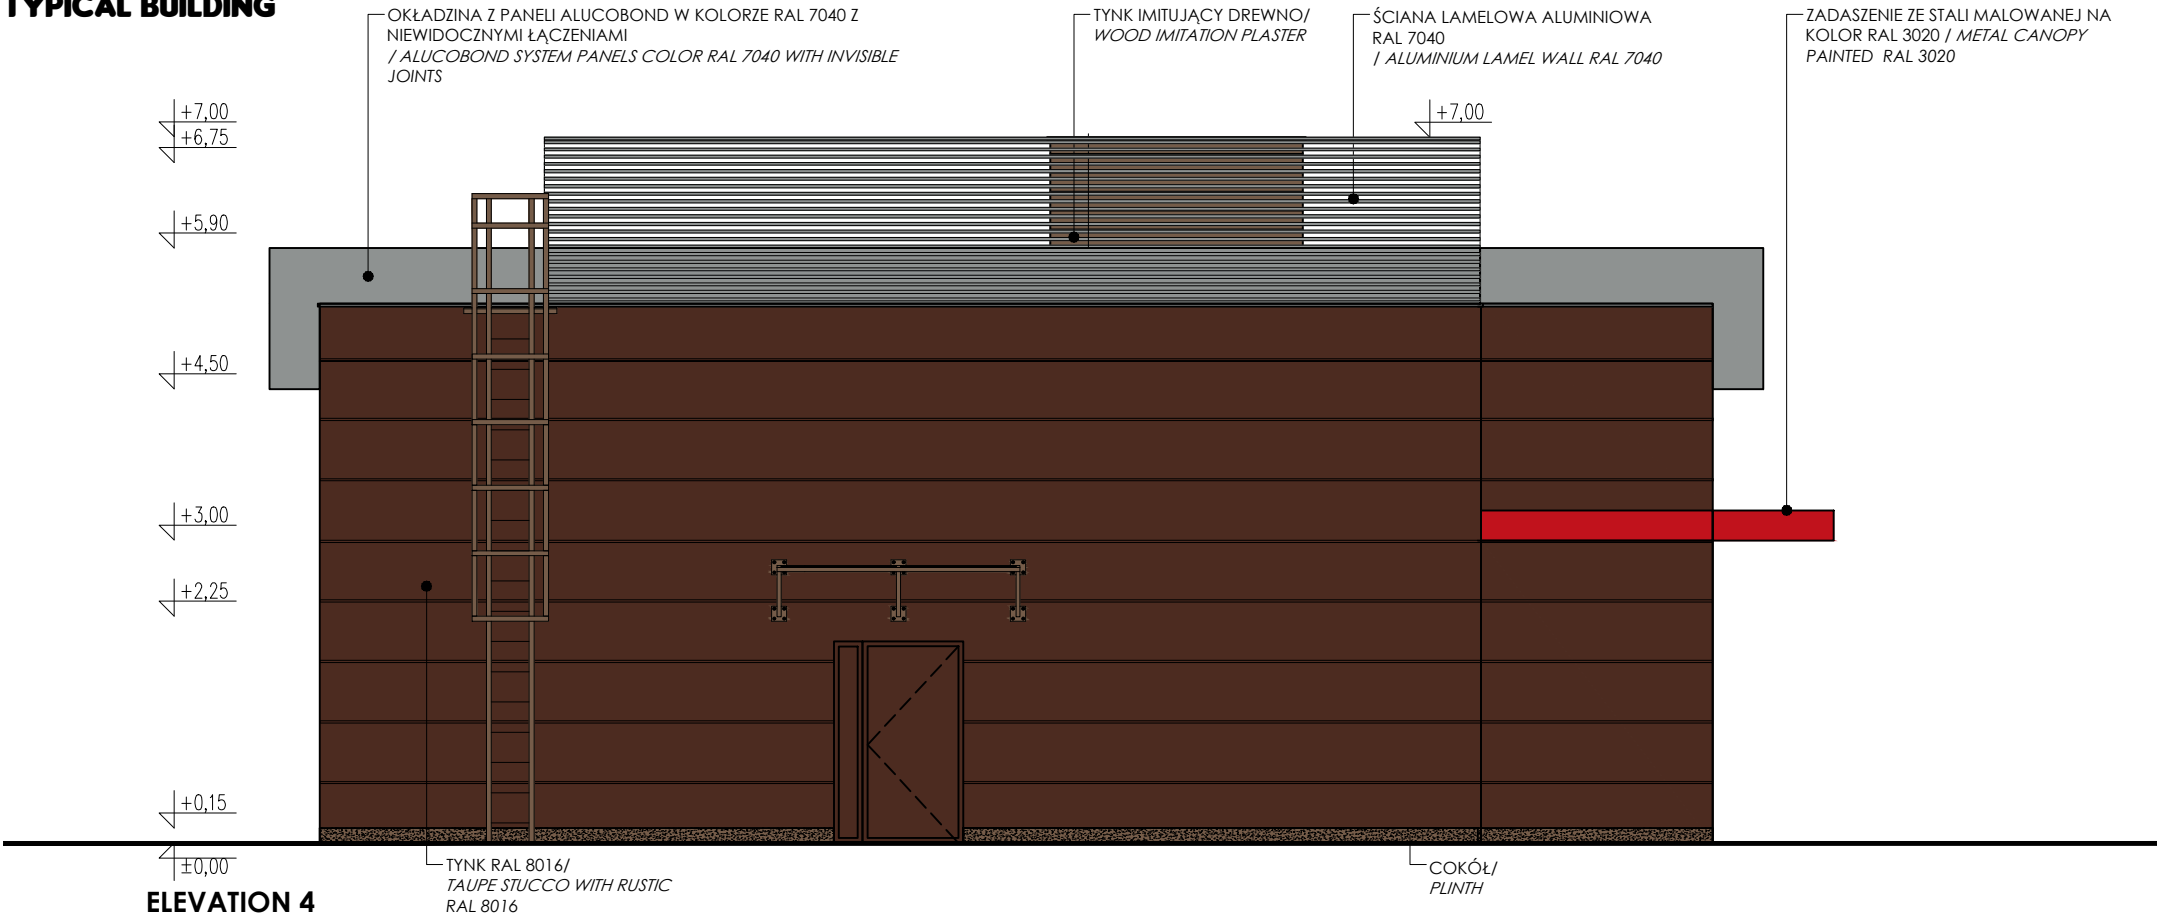 TYPICAL BUILDING
OKŁADZINA Z PANELI ALUCOBOND W KOLORZE RAL 7040 Z
NIEWIDOCZNYMI ŁĄCZENIAMI
/ ALUCOBOND SYSTEM PANELS COLOR RAL 7040 WITH INVISIBLE
JOINTS
TYNK IMITUJĄCY DREWNO/
WOOD IMITATION PLASTER
ŚCIANA LAMELOWA ALUMINIOWA
RAL 7040
/ ALUMINIUM LAMEL WALL RAL 7040
ZADASZENIE ZE STALI MALOWANEJ NA
KOLOR RAL 3020 / METAL CANOPY
PAINTED RAL 3020
+7,00
+6,75
+5,90
+4,50
+3,00
+2,25
+0,15
±0,00
+7,00
TYNK RAL 8016/
TAUPE STUCCO WITH RUSTIC
RAL 8016
COKÓŁ/
PLINTH
ELEVATION 4